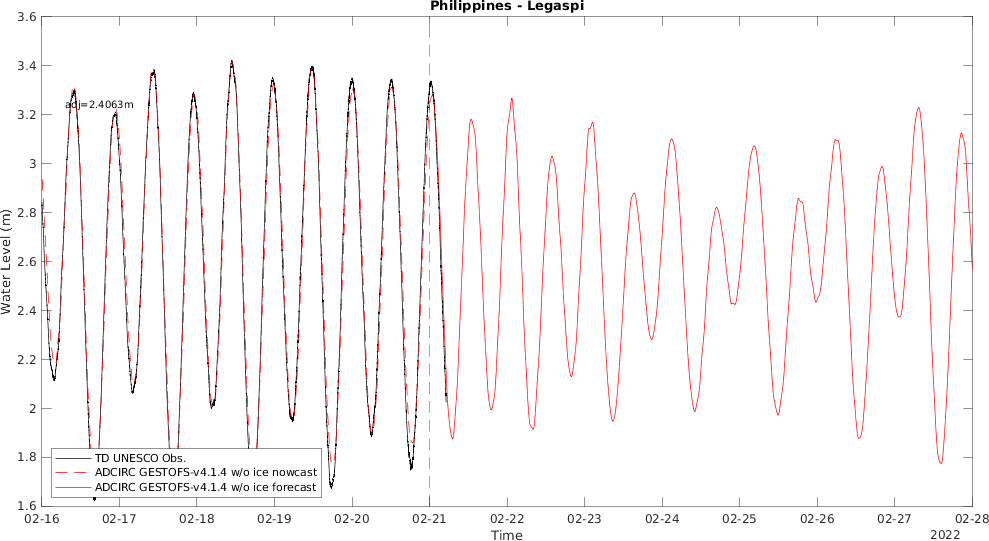 Philippines - Legaspi
3.6
3.4
3.2
3
2.8
2.6
2.4
2.2
2
1.8
1.6
Water Level (m)
adj=2.4063m
TD UNESCO Obs.
ADCIRC GESTOFS-v4.1.4 w/o ice nowcast
ADCIRC GESTOFS-v4.1.4 w/o ice forecast
02-16 02-17 02-18 02-19 02-20 02-21 02-22 02-23 02-24 02-25 02-26 02-27 02-28
Time
2022